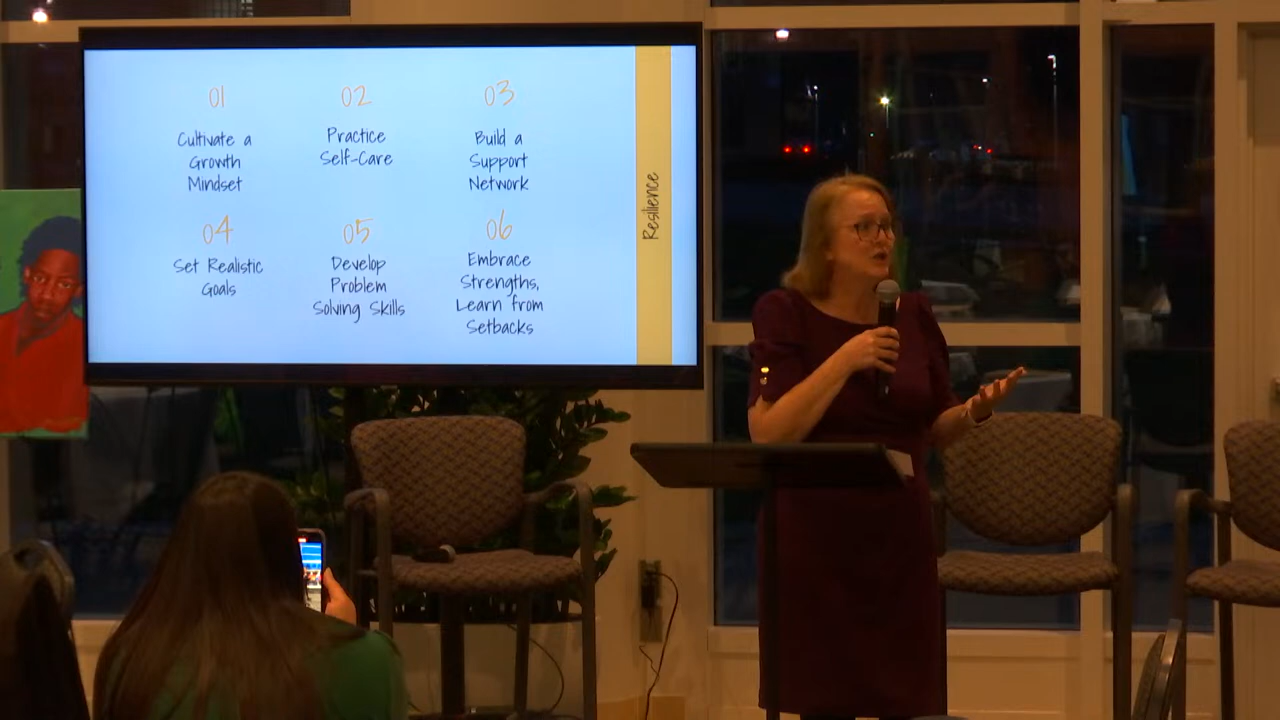 01
Cultivate a
Growth
Mindset
02
Practice
Self-Care
03
Build a
Support
Network
04
Set Realistic
Goals
05
Develop
Problem
Solving Skills
06
Embrace
Strengths,
Learn from
Setbacks
Resilience